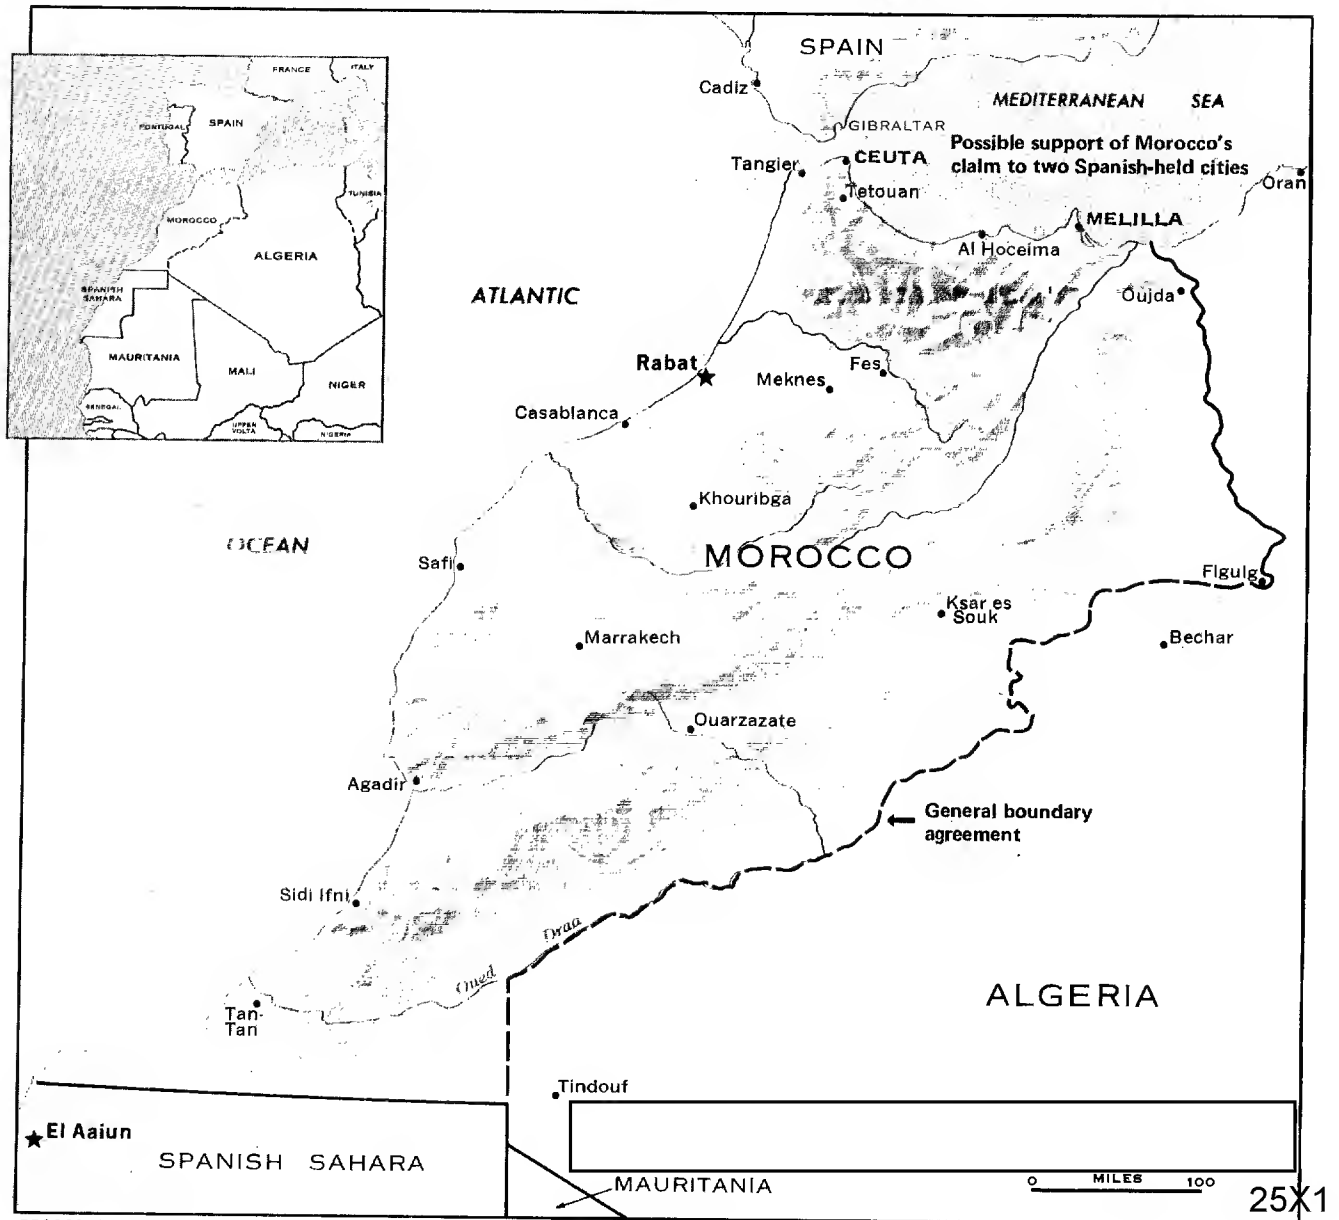 FRANCE
ITALY
PORTUGAL
SPAIN
TUNISIA
MOROCCO
ALGERIA
SPANISH
SAHARA
MAURITANIA
MALI
NIGER
SENEGAL
UPPER
VOLTA
NIGERIA
SPAIN
Cadiz
MEDITERRANEAN SEA
GIBRALTAR
Possible support of Morocco's
claim to two Spanish-held cities
Tangier
CEUTA
Oran
Tetouan
MELILLA
Al Hoceima
Oujda
ATLANTIC
Rabat
Fes
Meknes
Casablanca
Khouribga
OCEAN
MOROCCO
Safi
FIguIg
Ksar es
Souk
Marrakech
Bechar
Ouarzazate
Agadir
General boundary
agreement
Sidi Ifni
Oued Draa
ALGERIA
Tan-
Tan
Tindouf
El Aaiun
SPANISH SAHARA
MAURITANIA
0 MILES 100
25X1